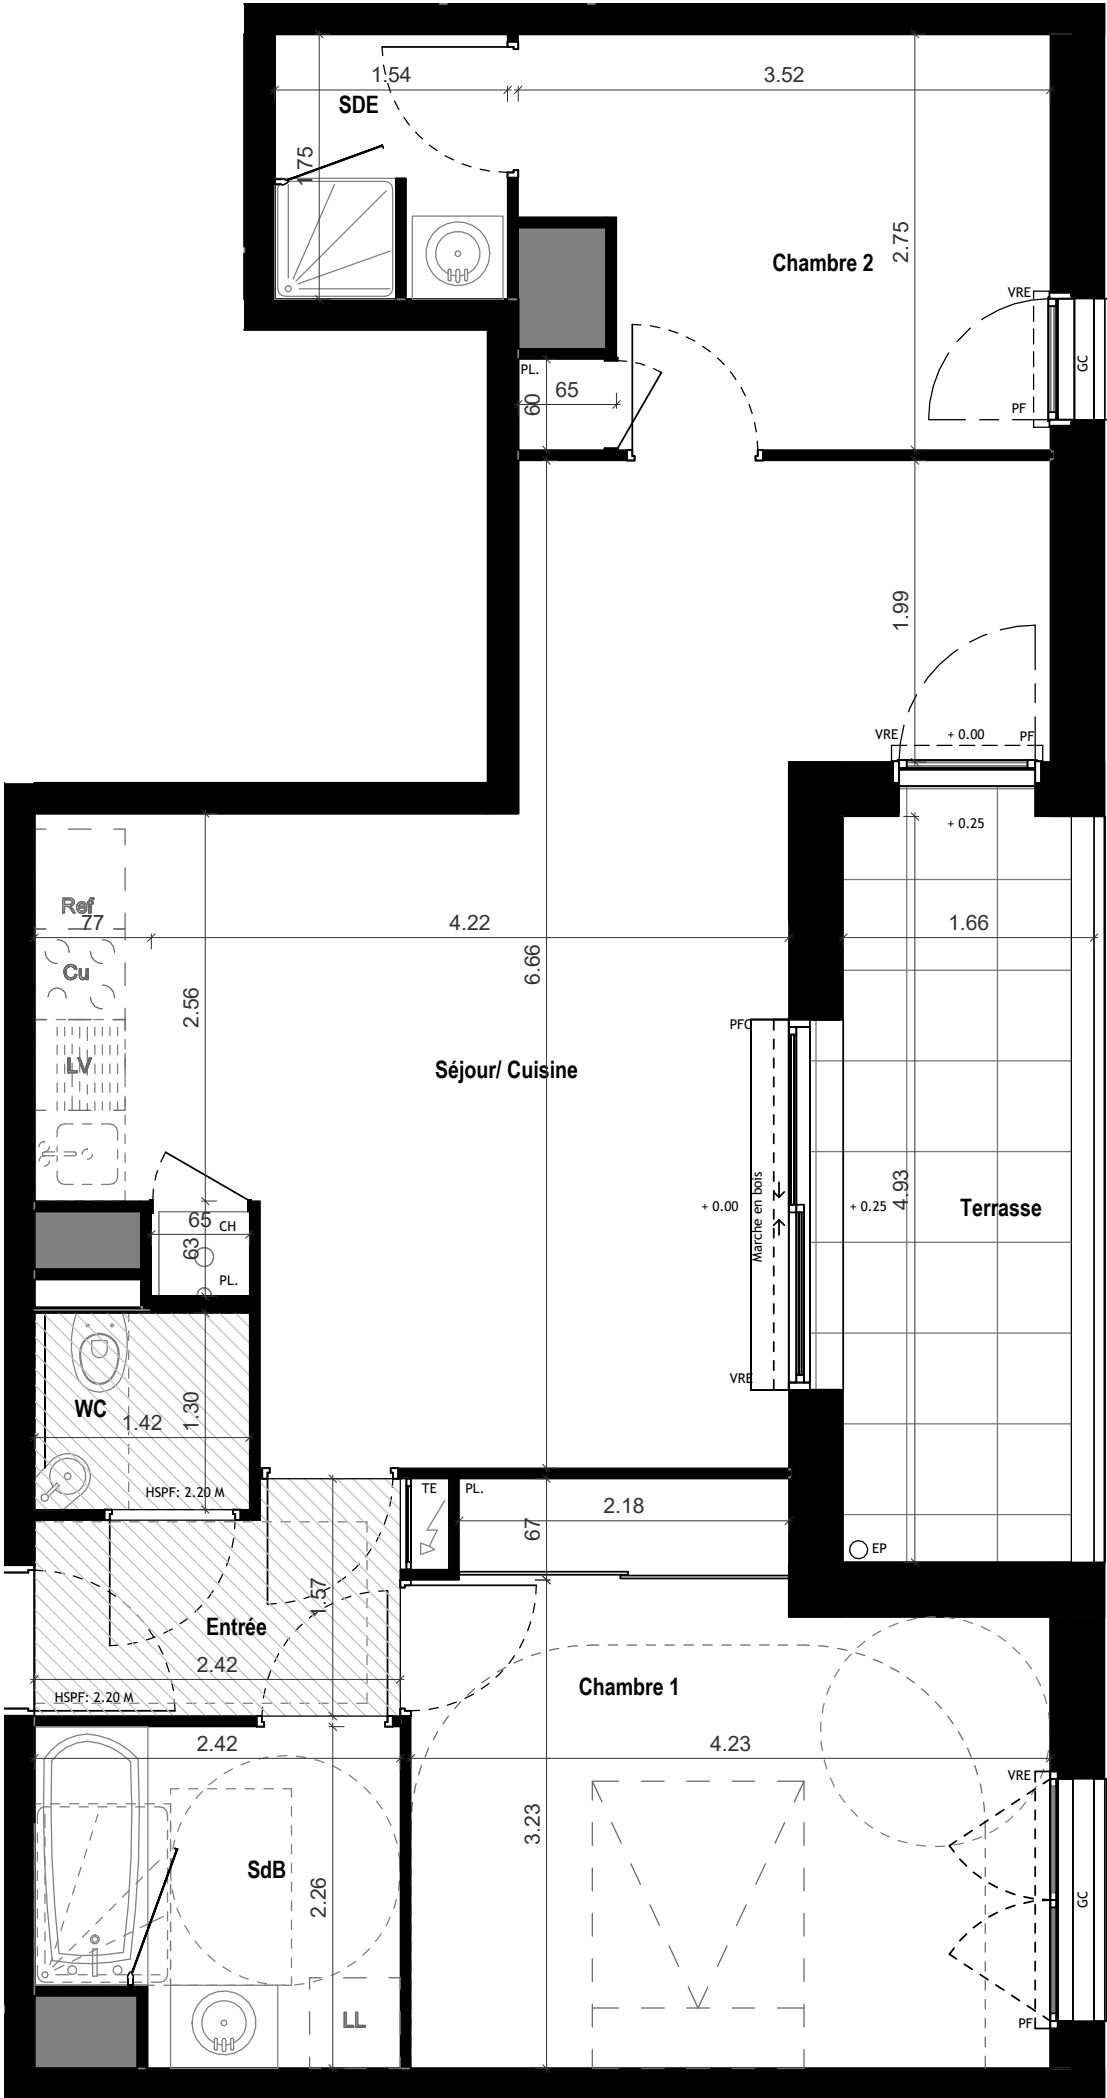 1.54
3.52
SDE
1.75
2.75
Chambre 2
VRE
GC
PL.
65
60
PF
1.99
VRE
+ 0.00
PF
+ 0.25
Ref
77
4.22
1.66
6.66
Cu
2.56
PFC
LV
Séjour/ Cuisine
Marche en bois
4.93
+ 0.00
+ 0.25
Terrasse
65
CH
63
PL.
VRE
WC
1.42
1.30
HSPF: 2.20 M
TE
PL.
2.18
67
EP
1.57
Entrée
2.42
HSPF: 2.20 M
Chambre 1
2.42
4.23
VRE
3.23
SdB
2.26
GC
LL
PF